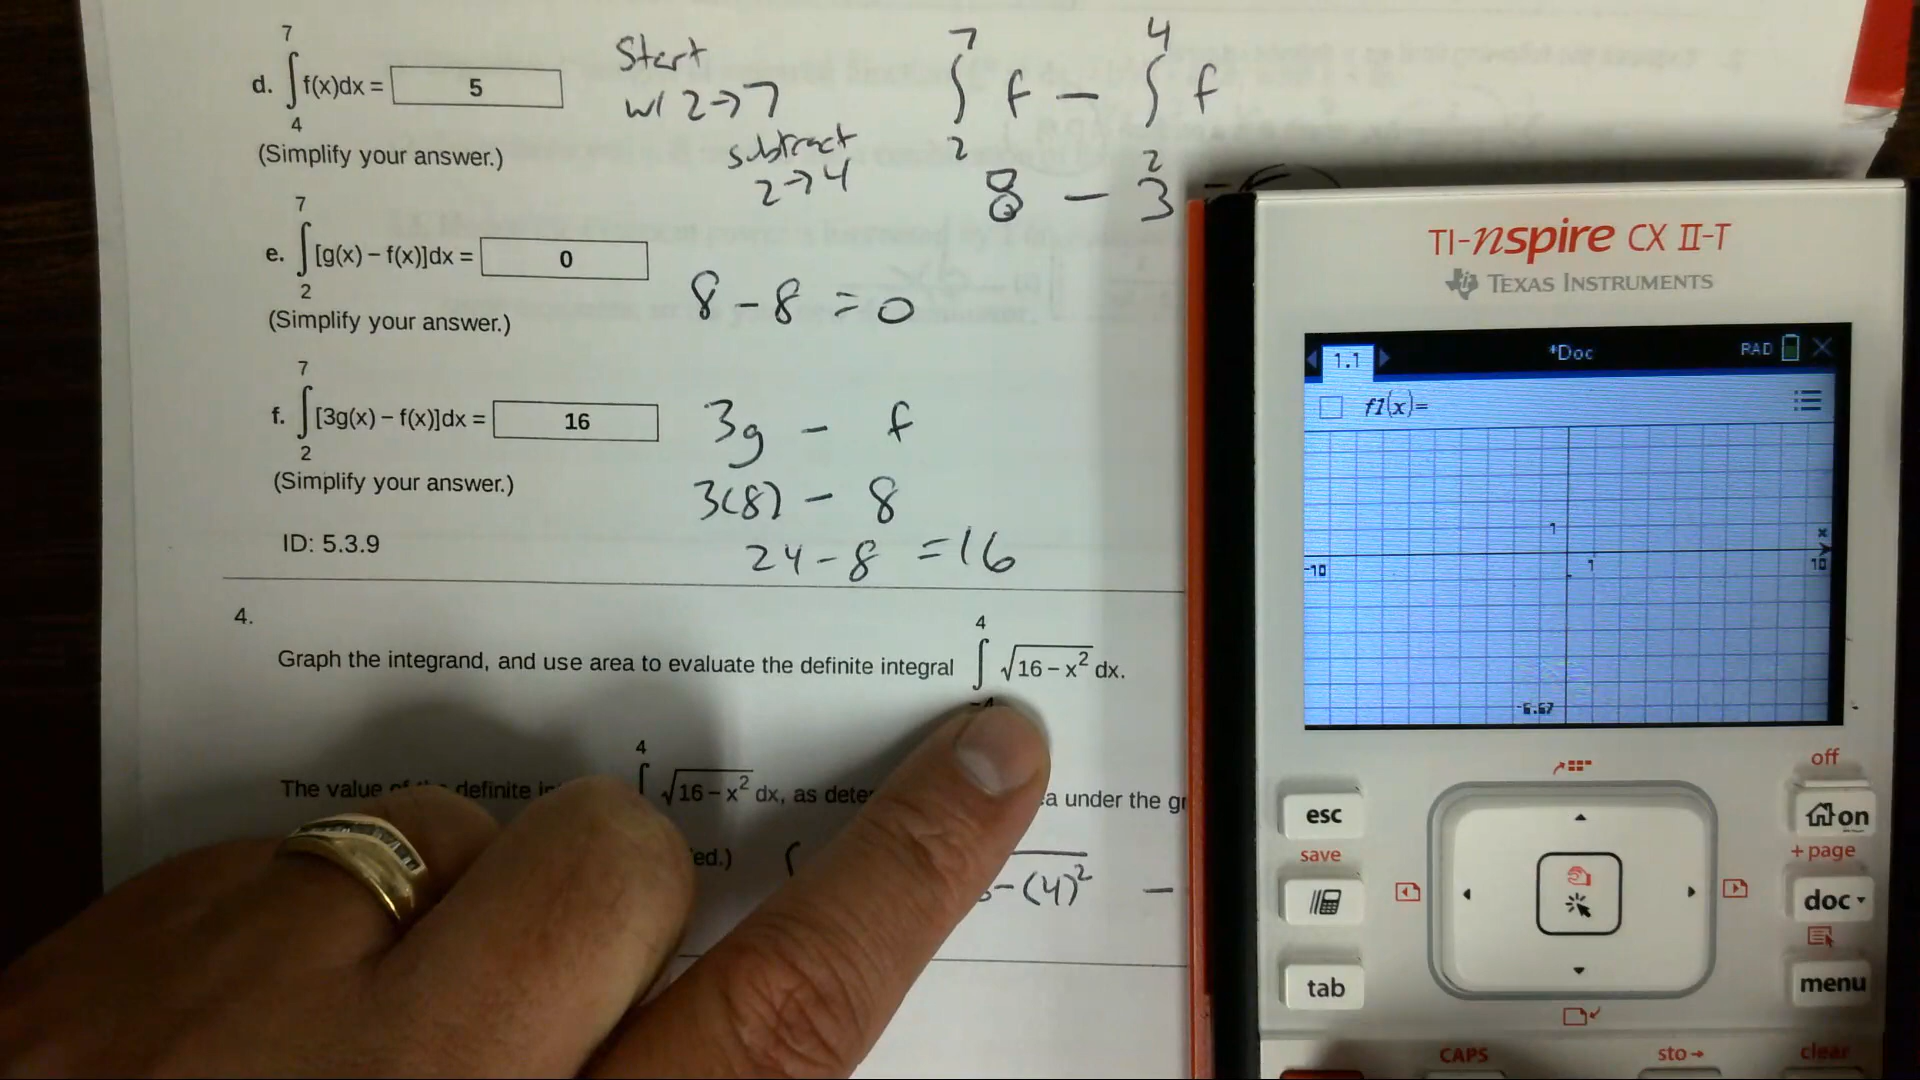 7
d. ∫ f(x)dx = 5
4
(Simplify your answer.)
Start
w/ 2→7
subtract
2→4
7 4
∫ f − ∫ f
2 2
8 − 3
7
e. ∫ [g(x) − f(x)]dx = 0
2
(Simplify your answer.)
8 − 8 = 0
7
f. ∫ [3g(x) − f(x)]dx = 16
2
(Simplify your answer.)
3g − f
3(8) − 8
24 − 8 = 16
ID: 5.3.9
4.
4
Graph the integrand, and use area to evaluate the definite integral ∫ √16 − x² dx.
−4
4
The value definite ∫ √16 − x² dx, as under the
ed.)
− (4)² −
TI-nspire CX II-T
TEXAS INSTRUMENTS
1.1 *Doc RAD
f1(x)=
1
x
-10 1 10
-6.67
off
esc
on
save
+ page
doc
tab
menu
CAPS sto→ clear